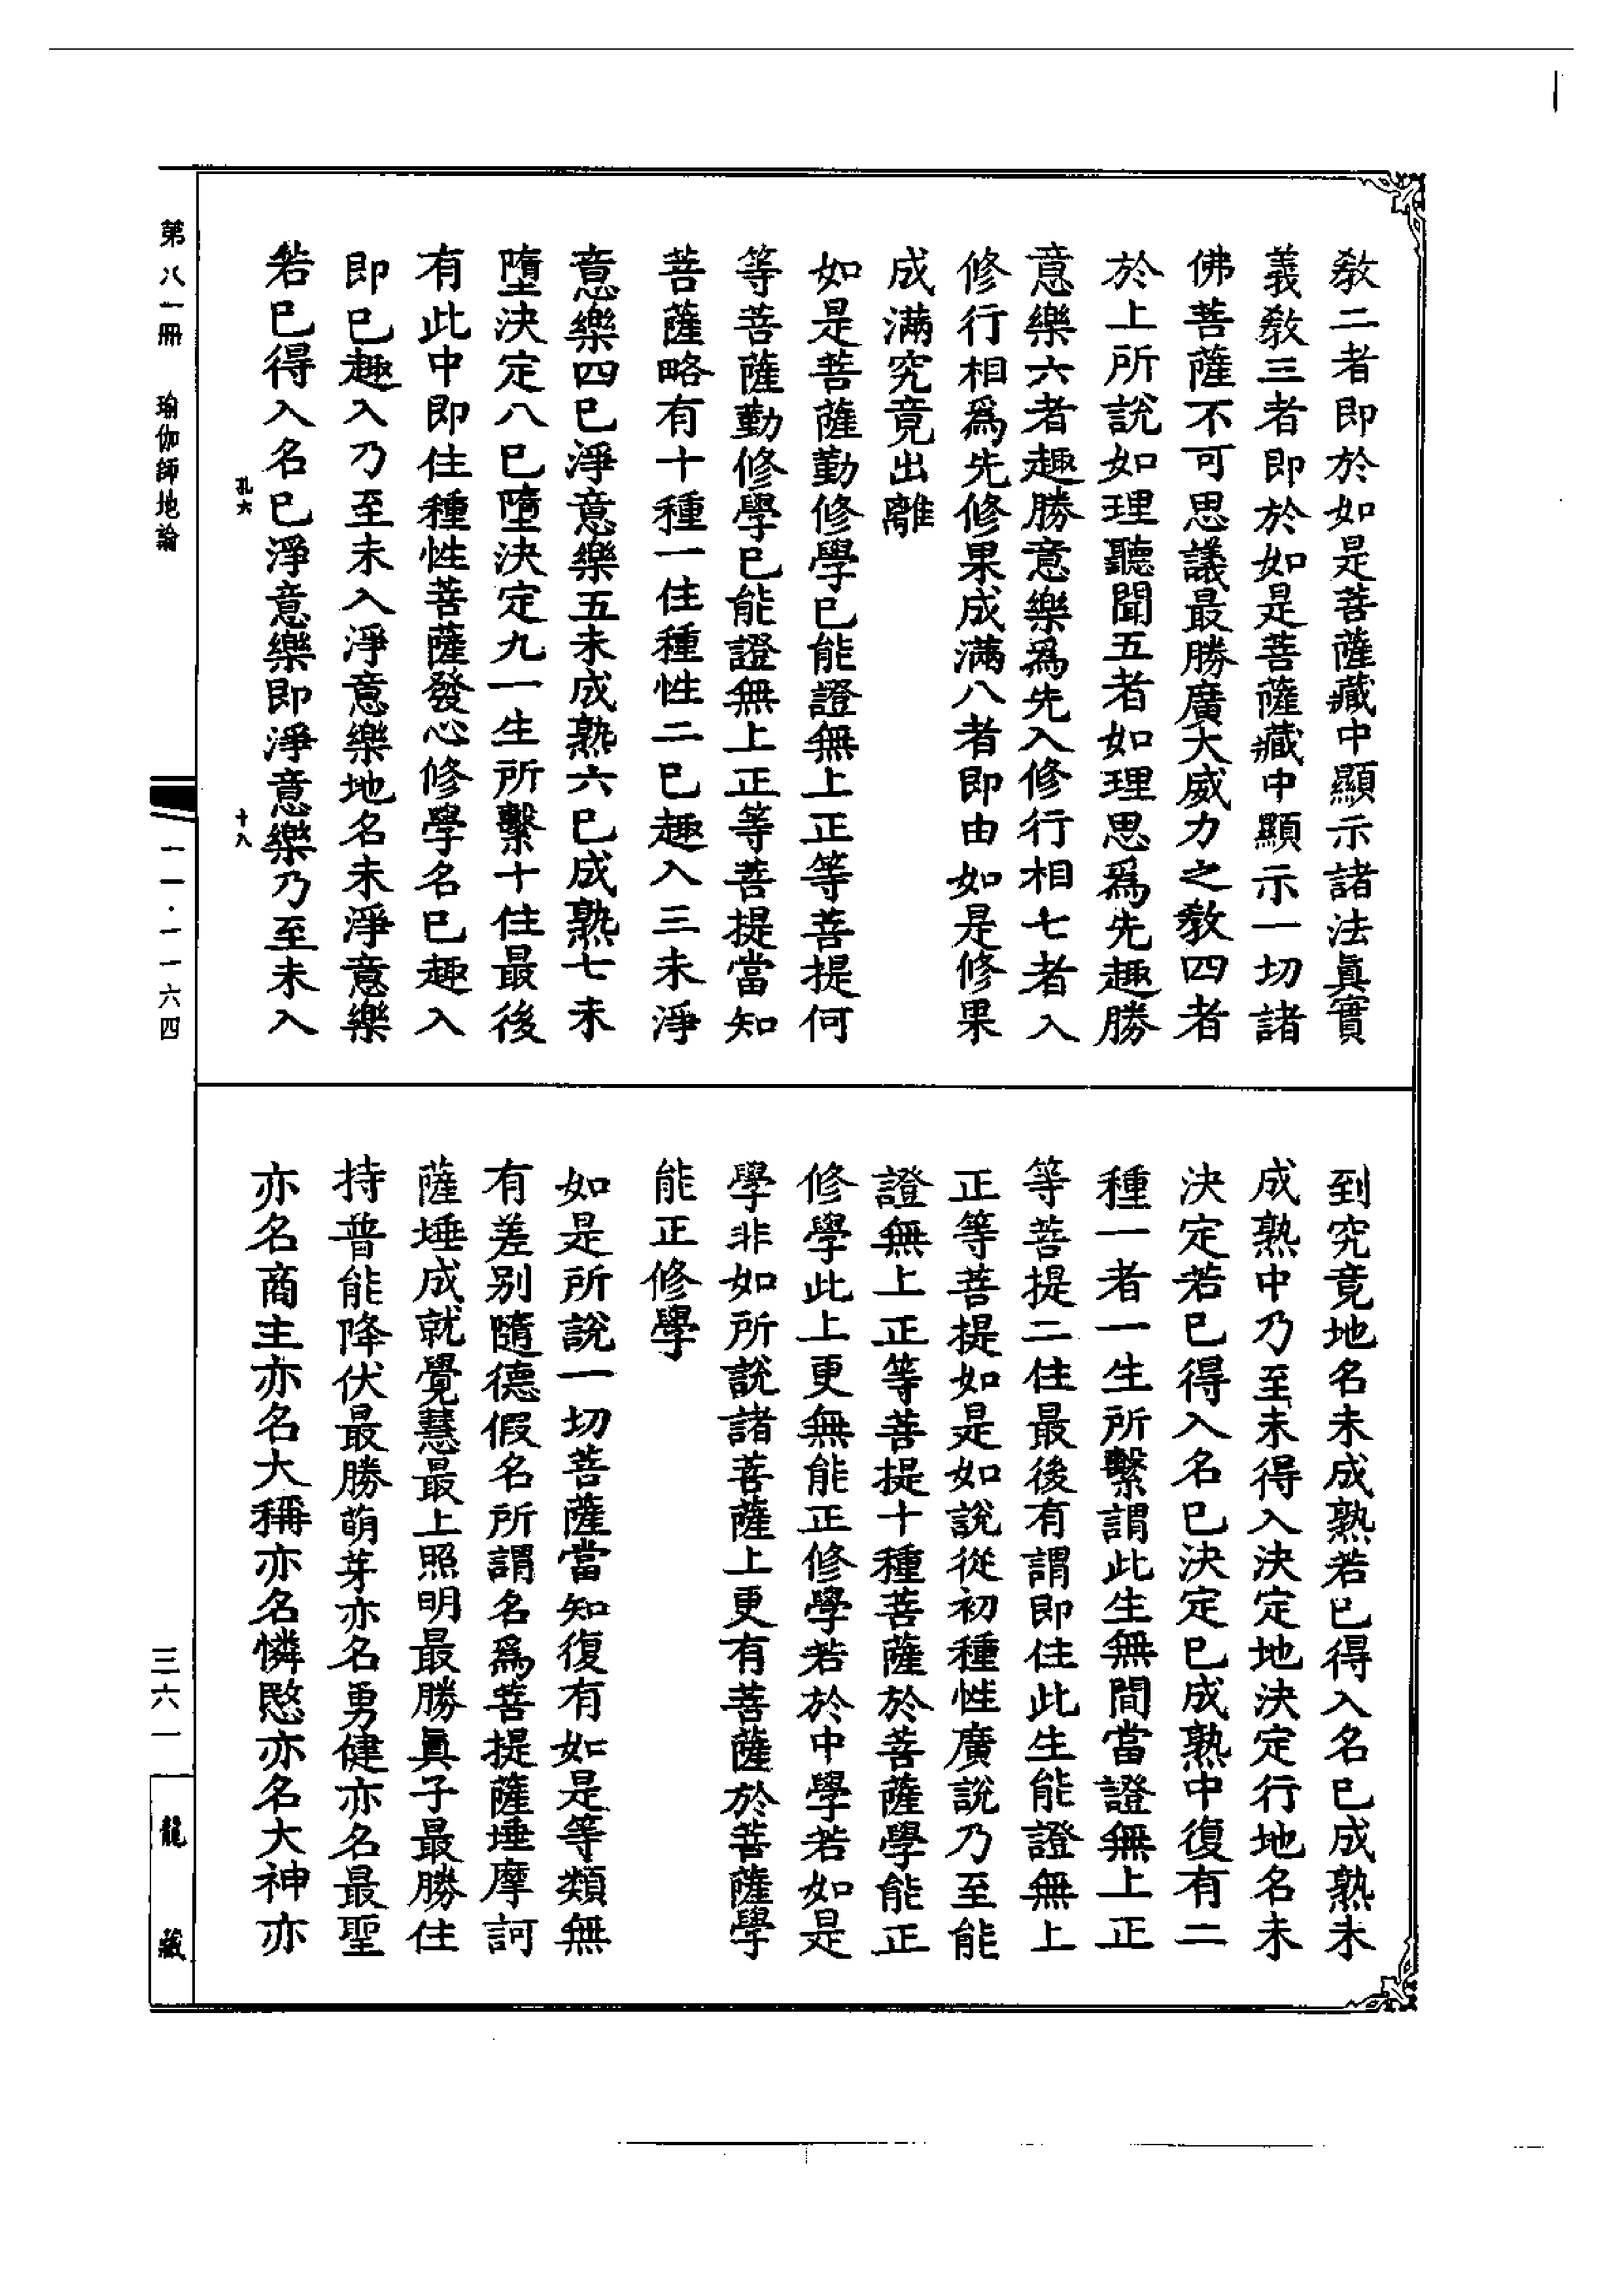 教二者即於如是菩薩藏中顯示諸法眞實
義教三者即於如是菩薩藏中顯示一切諸
佛菩薩不可思議最勝廣大威力之教四者
於上所說如理聽聞五者如理思爲先趣勝
意樂六者趣勝意樂爲先入修行相七者入
修行相爲先修果成滿八者即由如是修果
成滿究竟出離
如是菩薩勤修學已能證無上正等菩提何
等菩薩勤修學已能證無上正等菩提當知
菩薩略有十種一住種性二已趣入三未淨
意樂四已淨意樂五未成熟六已成熟七未
墮決定八已墮決定九一生所繫十住最後
有此中即住種性菩薩發心修學名已趣入
即已趣入乃至未入淨意樂地名未淨意樂
若已得入名已淨意樂即淨意樂乃至未入
到究竟地名未成熟若已得入名已成熟未
成熟中乃至未得入決定地決定行地名未
決定若已得入名已決定已成熟中復有二
種一者一生所繫謂此生無間當證無上正
等菩提二住最後有謂即住此生能證無上
正等菩提如是如說從初種性廣說乃至能
證無上正等菩提十種菩薩於菩薩學能正
修學此上更無能正修學若於中學若如是
學非如所說諸菩薩上更有菩薩於菩薩學
能正修學
如是所說一切菩薩當知復有如是等類無
有差別隨德假名所謂名爲菩提薩埵摩訶
薩埵成就覺慧最上照明最勝眞子最勝住
持普能降伏最勝萌芽亦名勇健亦名最聖
亦名商主亦名大稱亦名憐愍亦名大神亦
孔六
十八
第八一冊
瑜伽師地論
一一·一一六四
三六一
龍藏